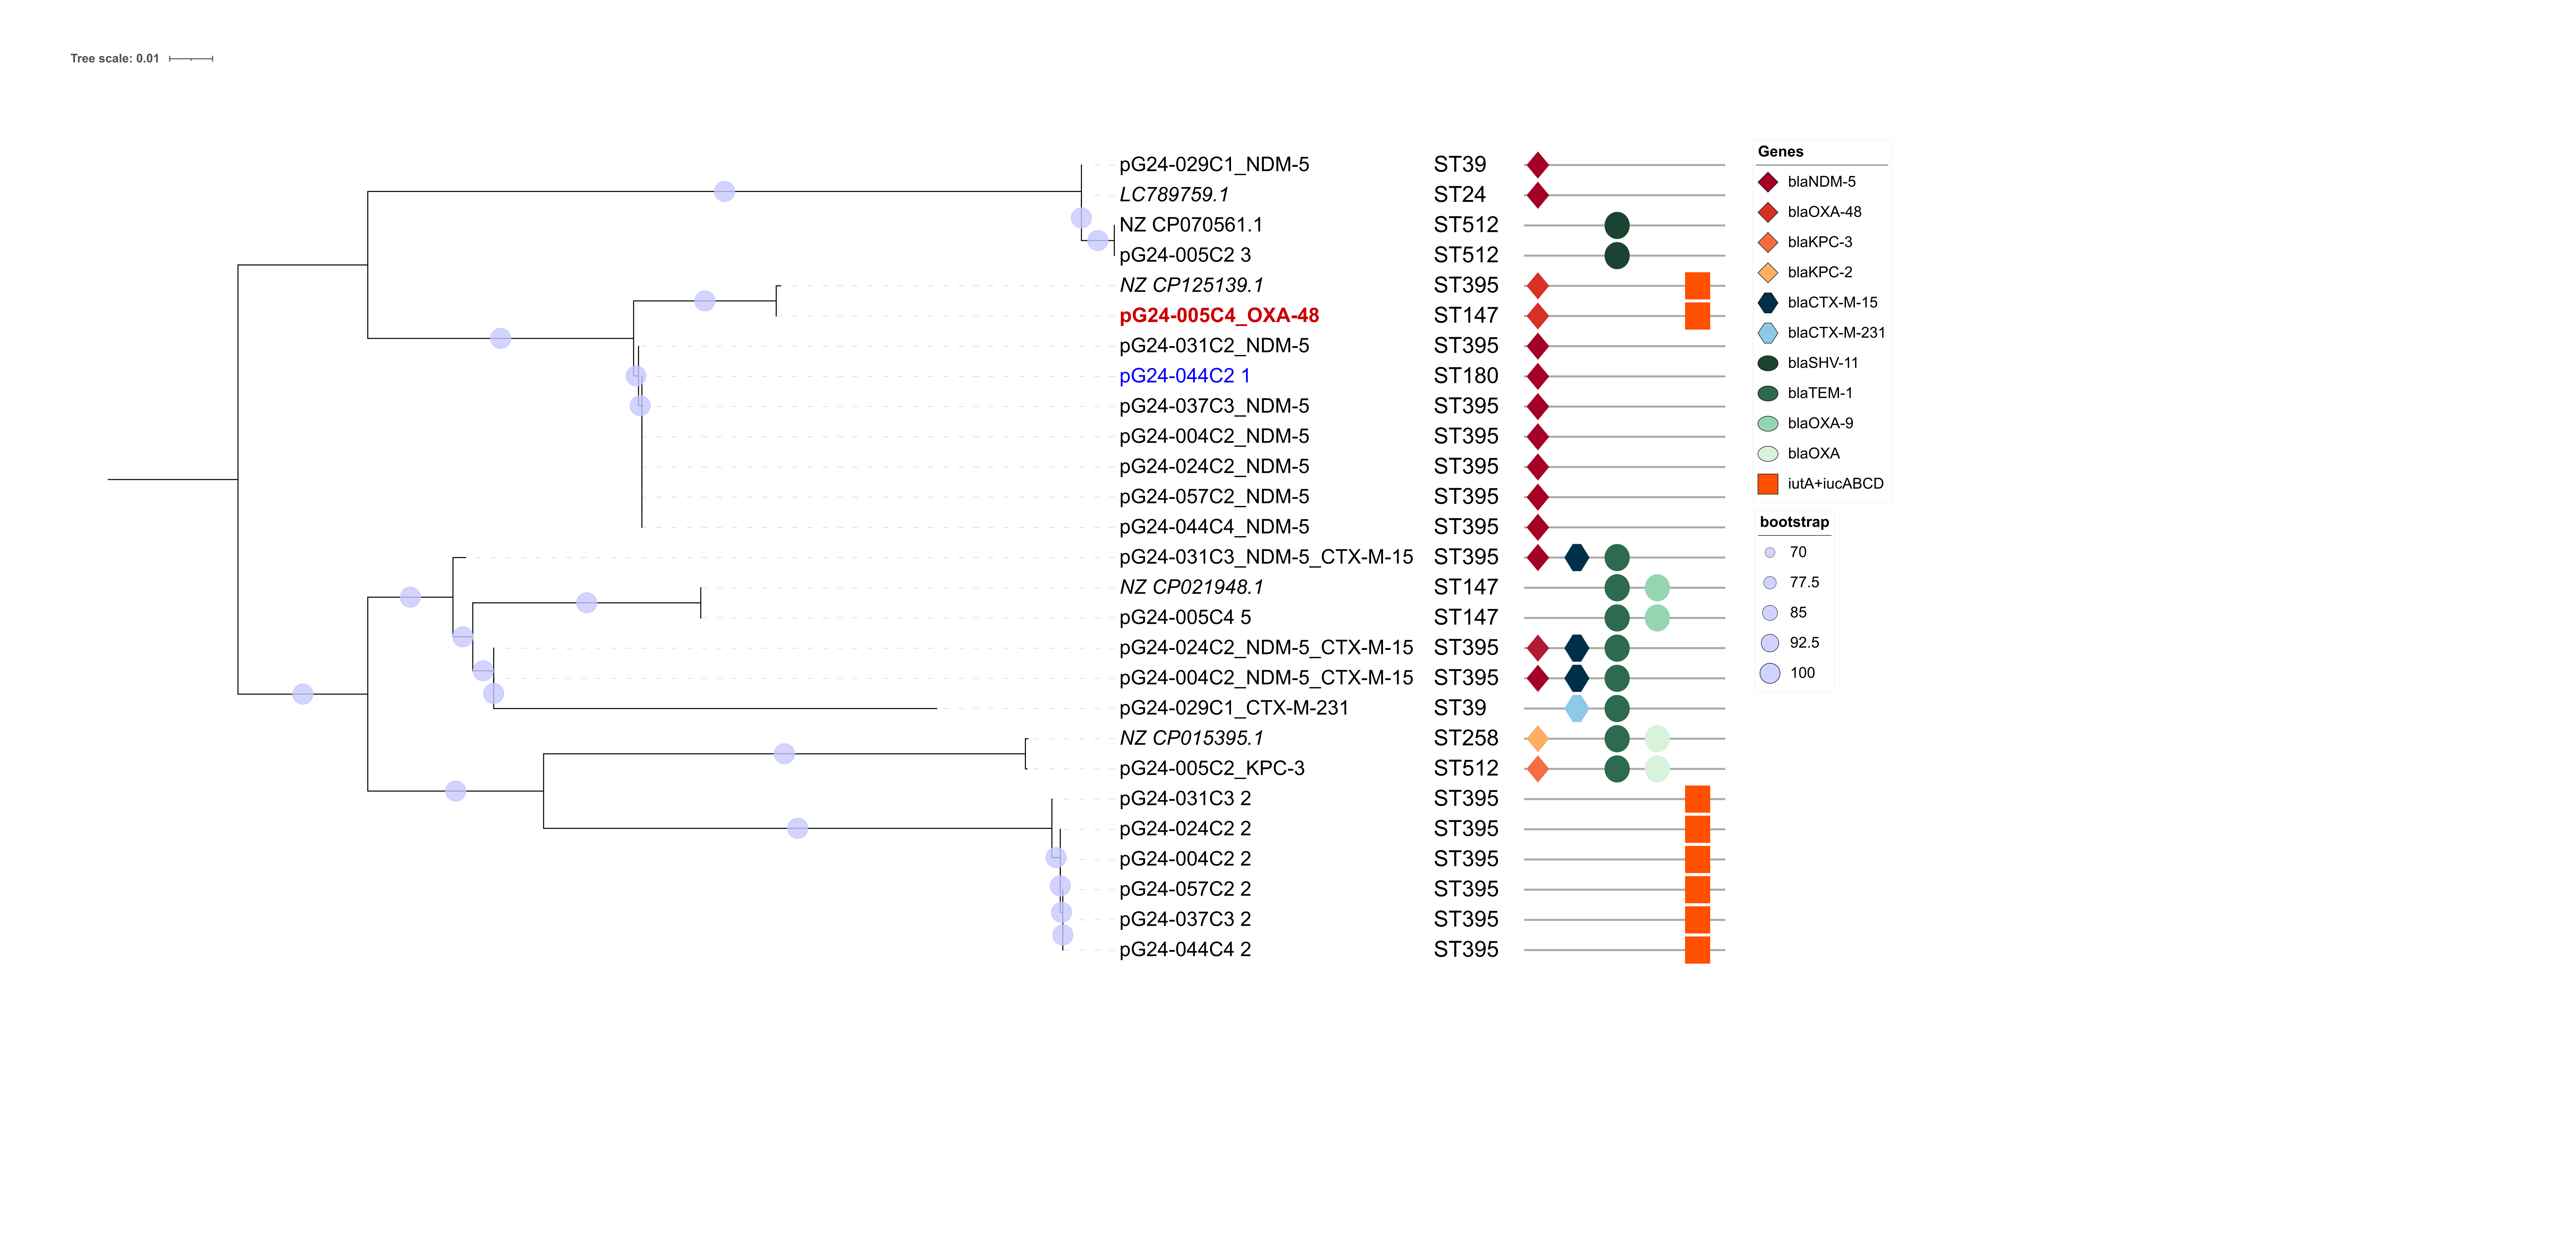 Tree scale: 0.01
pG24-029C1_NDM-5 ST39
LC789759.1 ST24
NZ CP070561.1 ST512
pG24-005C2 3 ST512
NZ CP125139.1 ST395
pG24-005C4_OXA-48 ST147
pG24-031C2_NDM-5 ST395
pG24-044C2 1 ST180
pG24-037C3_NDM-5 ST395
pG24-004C2_NDM-5 ST395
pG24-024C2_NDM-5 ST395
pG24-057C2_NDM-5 ST395
pG24-044C4_NDM-5 ST395
pG24-031C3_NDM-5_CTX-M-15 ST395
NZ CP021948.1 ST147
pG24-005C4 5 ST147
pG24-024C2_NDM-5_CTX-M-15 ST395
pG24-004C2_NDM-5_CTX-M-15 ST395
pG24-029C1_CTX-M-231 ST39
NZ CP015395.1 ST258
pG24-005C2_KPC-3 ST512
pG24-031C3 2 ST395
pG24-024C2 2 ST395
pG24-004C2 2 ST395
pG24-057C2 2 ST395
pG24-037C3 2 ST395
pG24-044C4 2 ST395
Genes
blaNDM-5
blaOXA-48
blaKPC-3
blaKPC-2
blaCTX-M-15
blaCTX-M-231
blaSHV-11
blaTEM-1
blaOXA-9
blaOXA
iutA+iucABCD
bootstrap
70
77.5
85
92.5
100